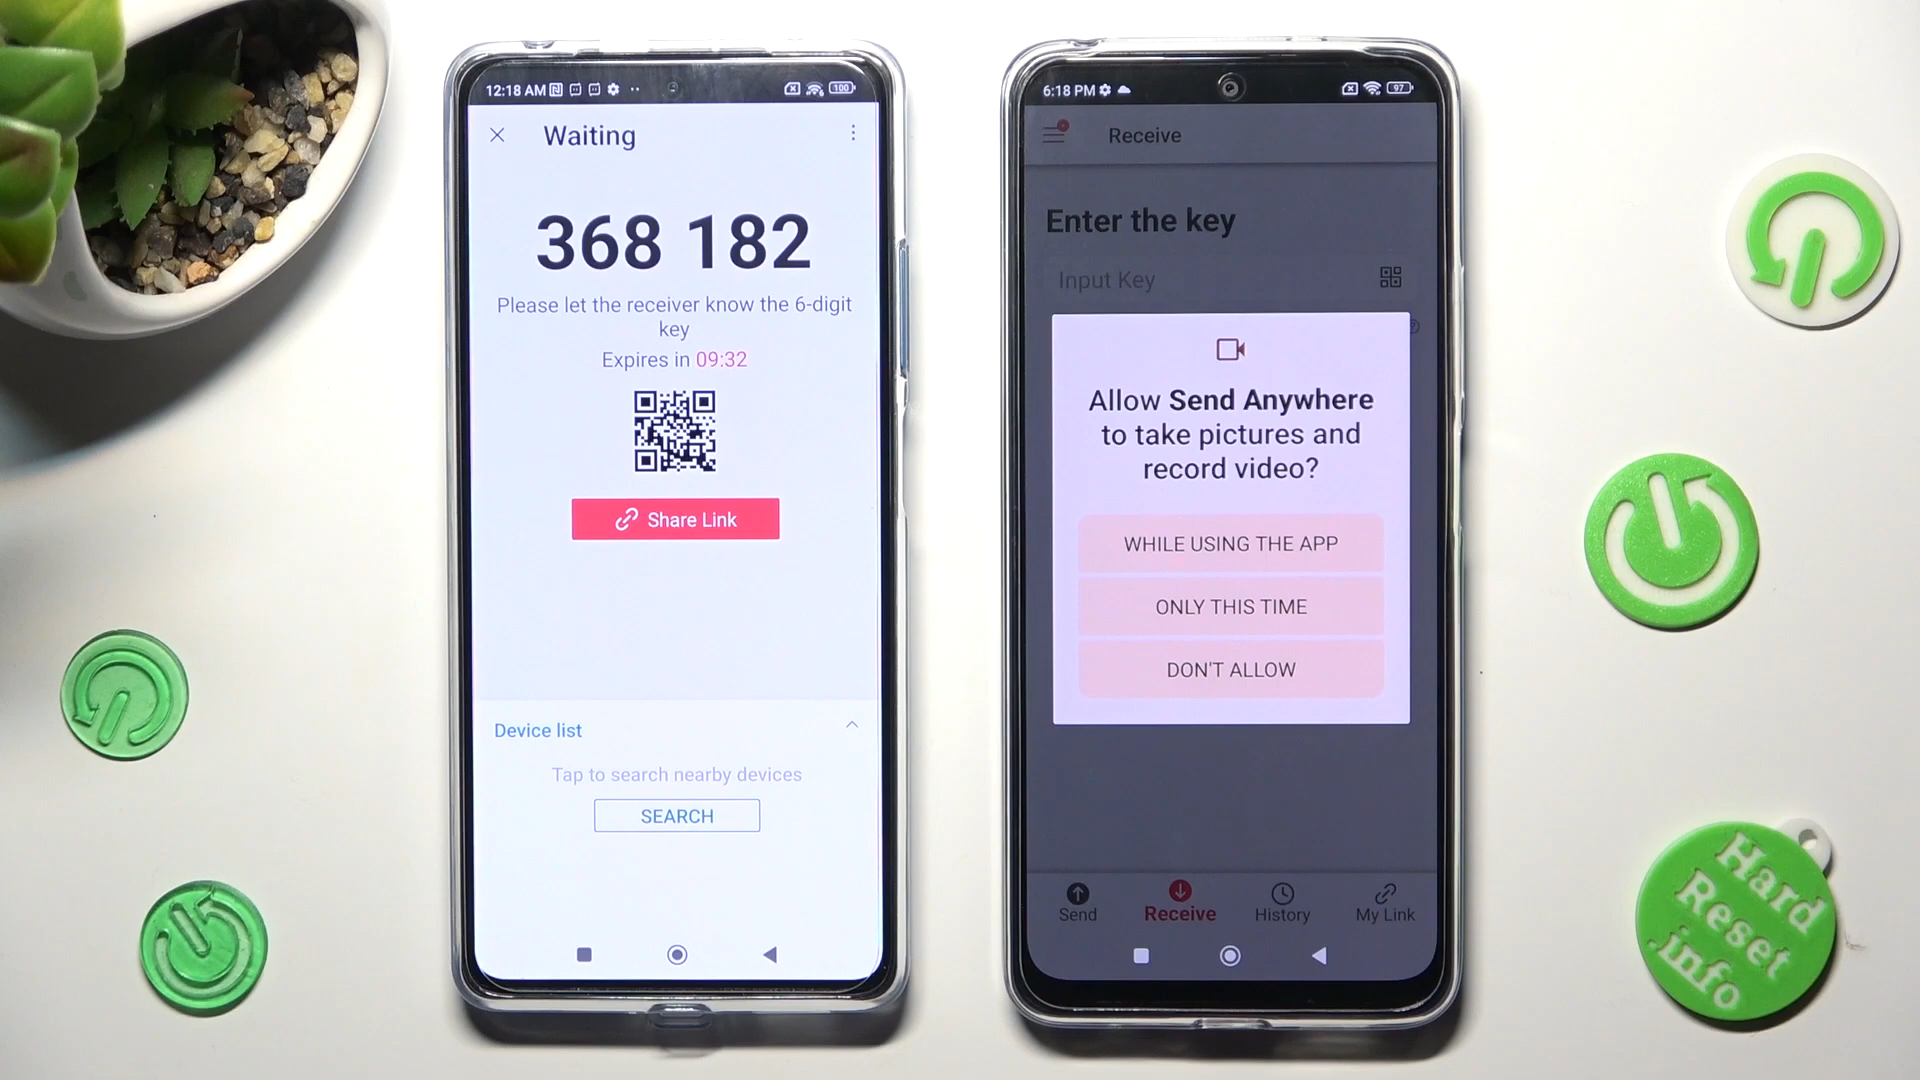 12:18 AM
100
Waiting
368 182
Please let the receiver know the 6-digit
key
Expires in 09:32
Share Link
Device list
Tap to search nearby devices
SEARCH
6:18 PM
97
Receive
Enter the key
Input Key
Allow Send Anywhere
to take pictures and
record video?
WHILE USING THE APP
ONLY THIS TIME
DON'T ALLOW
Send
Receive
History
My Link
Hard
Reset
.info